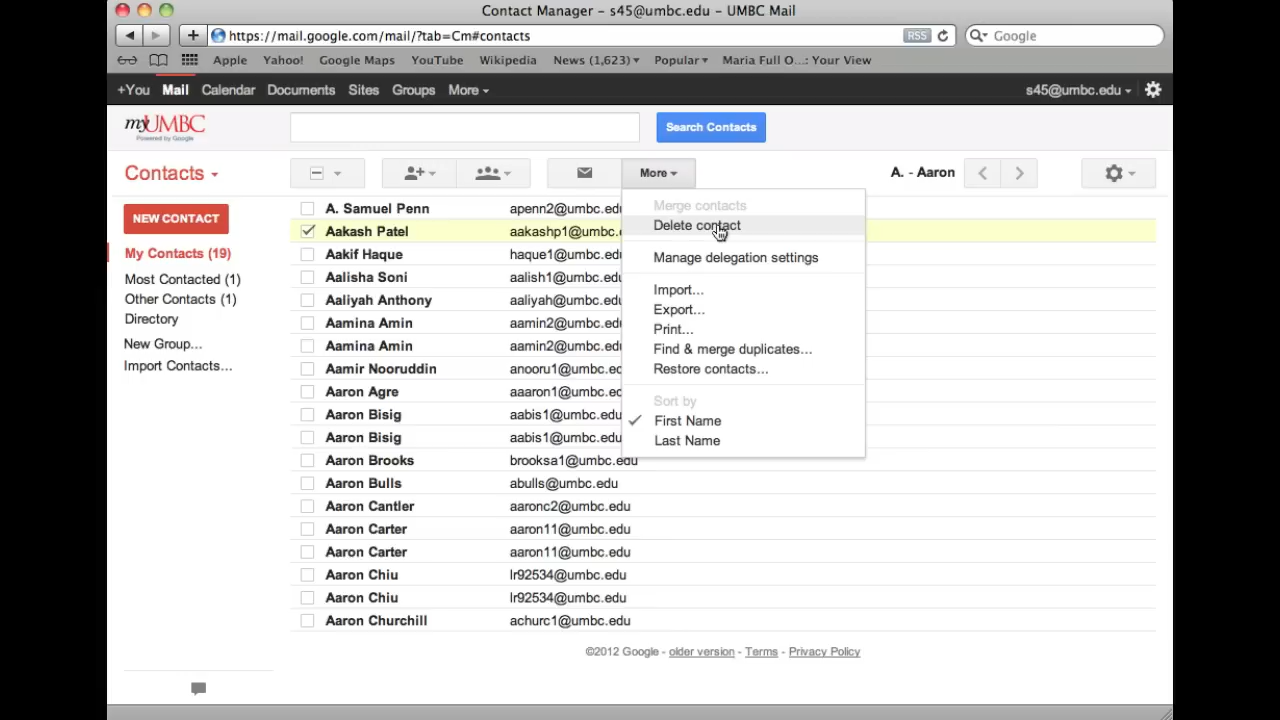 Contact Manager – s45@umbc.edu – UMBC Mail
https://mail.google.com/mail/?tab=Cm#contacts RSS Google
Apple Yahoo! Google Maps YouTube Wikipedia News (1,623) Popular Maria Full O...: Your View
+You Mail Calendar Documents Sites Groups More s45@umbc.edu
myUMBC Search Contacts
Powered by Google
Contacts More A. - Aaron
NEW CONTACT
My Contacts (19)
Most Contacted (1)
Other Contacts (1)
Directory
New Group...
Import Contacts...
A. Samuel Penn apenn2@umbc.edu
Aakash Patel aakashp1@umbc.
Aakif Haque haque1@umbc.edu
Aalisha Soni aalish1@umbc.edu
Aaliyah Anthony aaliyah@umbc.edu
Aamina Amin aamin2@umbc.edu
Aamina Amin aamin2@umbc.edu
Aamir Nooruddin anooru1@umbc.edu
Aaron Agre aaaron1@umbc.edu
Aaron Bisig aabis1@umbc.edu
Aaron Bisig aabis1@umbc.edu
Aaron Brooks brooksa1@umbc.edu
Aaron Bulls abulls@umbc.edu
Aaron Cantler aaronc2@umbc.edu
Aaron Carter aaron11@umbc.edu
Aaron Carter aaron11@umbc.edu
Aaron Chiu lr92534@umbc.edu
Aaron Chiu lr92534@umbc.edu
Aaron Churchill achurc1@umbc.edu
Merge contacts
Delete contact
Manage delegation settings
Import...
Export...
Print...
Find & merge duplicates...
Restore contacts...
Sort by
First Name
Last Name
©2012 Google - older version - Terms - Privacy Policy